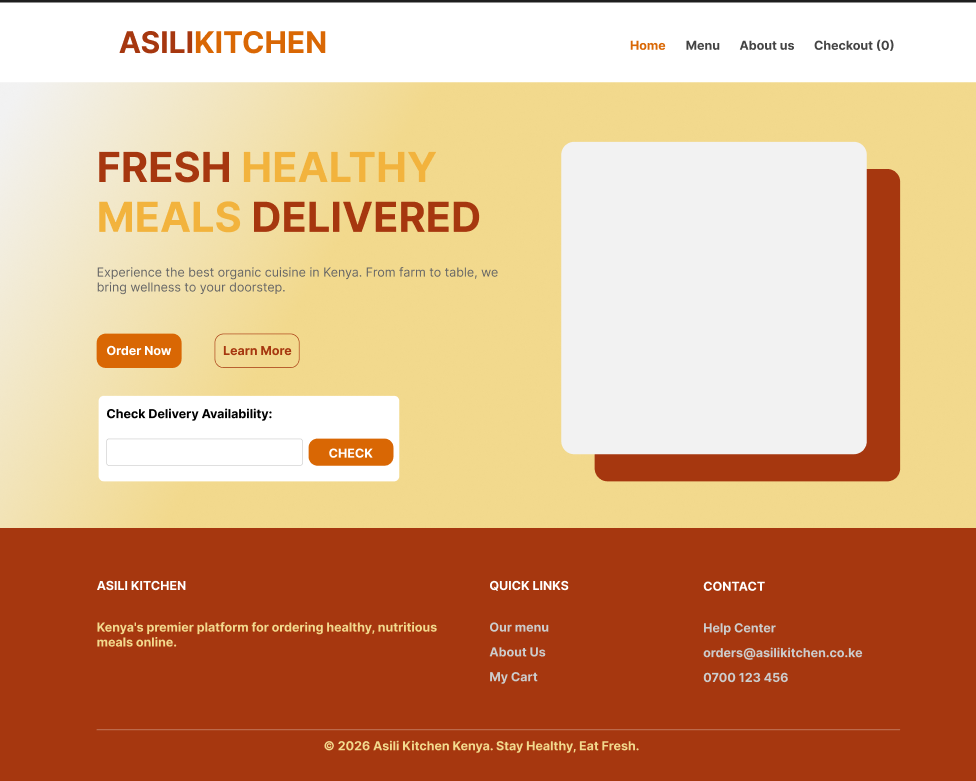 ASILIKITCHEN
Home Menu About us Checkout (0)
FRESH HEALTHY
MEALS DELIVERED
Experience the best organic cuisine in Kenya. From farm to table, we
bring wellness to your doorstep.
Order Now Learn More
Check Delivery Availability:
CHECK
ASILI KITCHEN
Kenya's premier platform for ordering healthy, nutritious
meals online.
QUICK LINKS
Our menu
About Us
My Cart
CONTACT
Help Center
orders@asilikitchen.co.ke
0700 123 456
© 2026 Asili Kitchen Kenya. Stay Healthy, Eat Fresh.